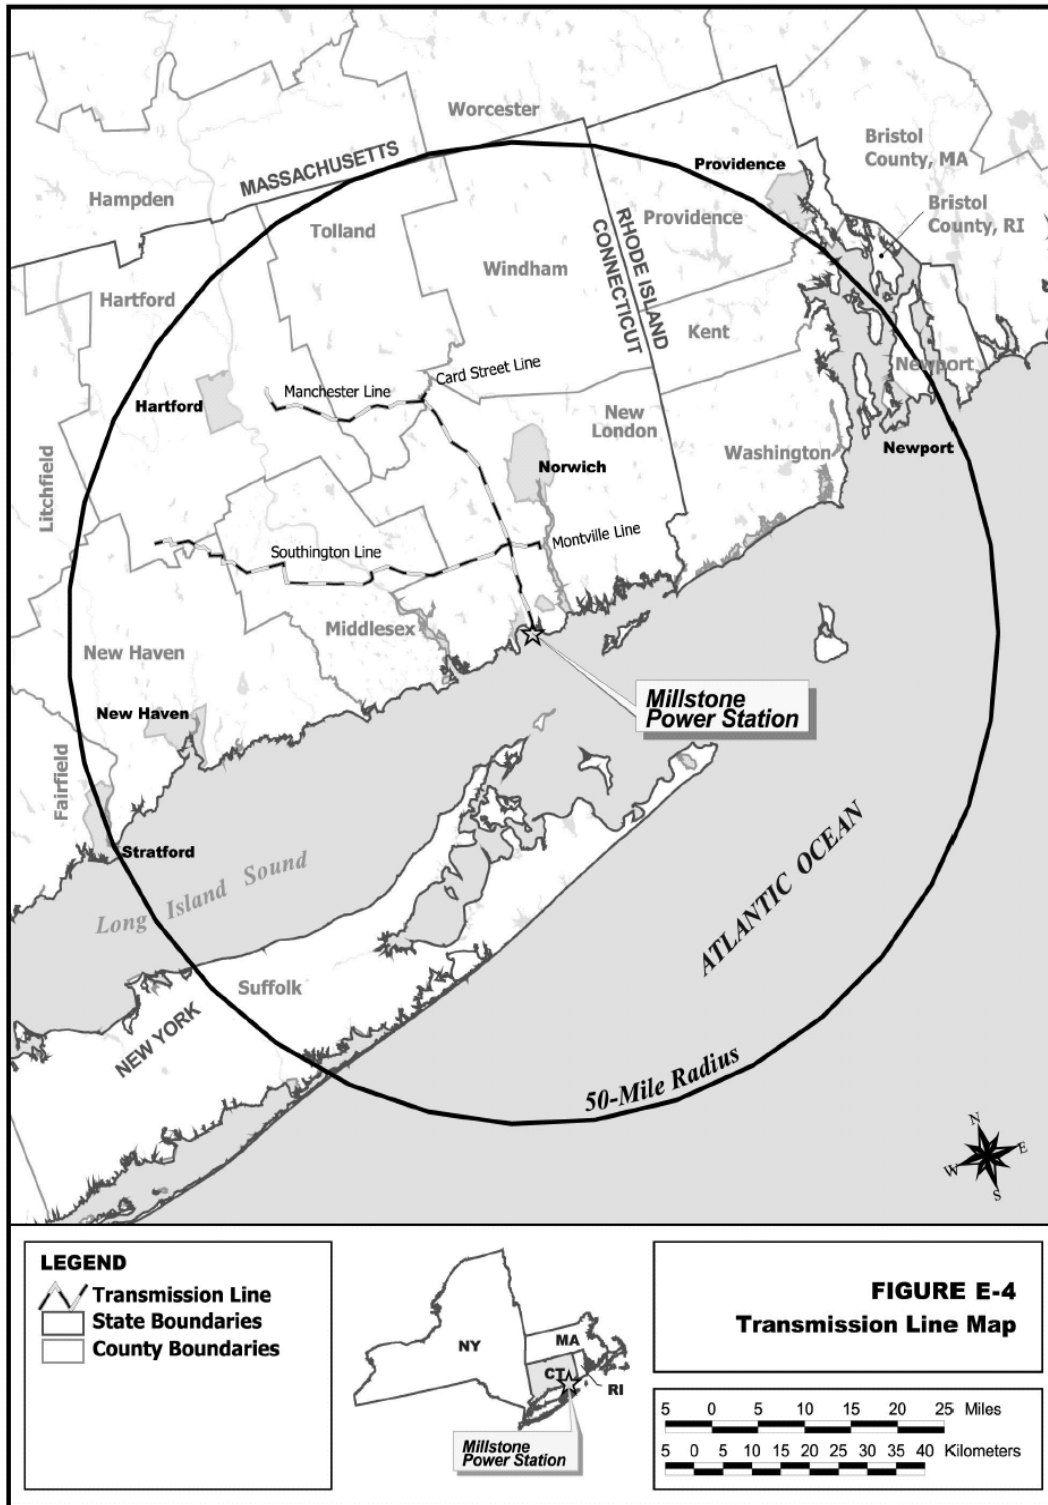 Worcester
Bristol
County, MA
MASSACHUSETTS
Providence
Hampden
Bristol
County, RI
Tolland
Providence
RHODE ISLAND
CONNECTICUT
Windham
Hartford
Kent
Newport
Card Street Line
Manchester Line
Hartford
New
London
Newport
Washington
Norwich
Litchfield
Montville Line
Southington Line
Middlesex
New Haven
Millstone
Power Station
New Haven
Fairfield
Stratford
Long Island Sound
ATLANTIC OCEAN
Suffolk
NEW YORK
50-Mile Radius
N
E
W
S
LEGEND
Transmission Line
State Boundaries
County Boundaries
NY
MA
CT
RI
Millstone
Power Station
FIGURE E-4
Transmission Line Map
5 0 5 10 15 20 25 Miles
5 0 5 10 15 20 25 30 35 40 Kilometers